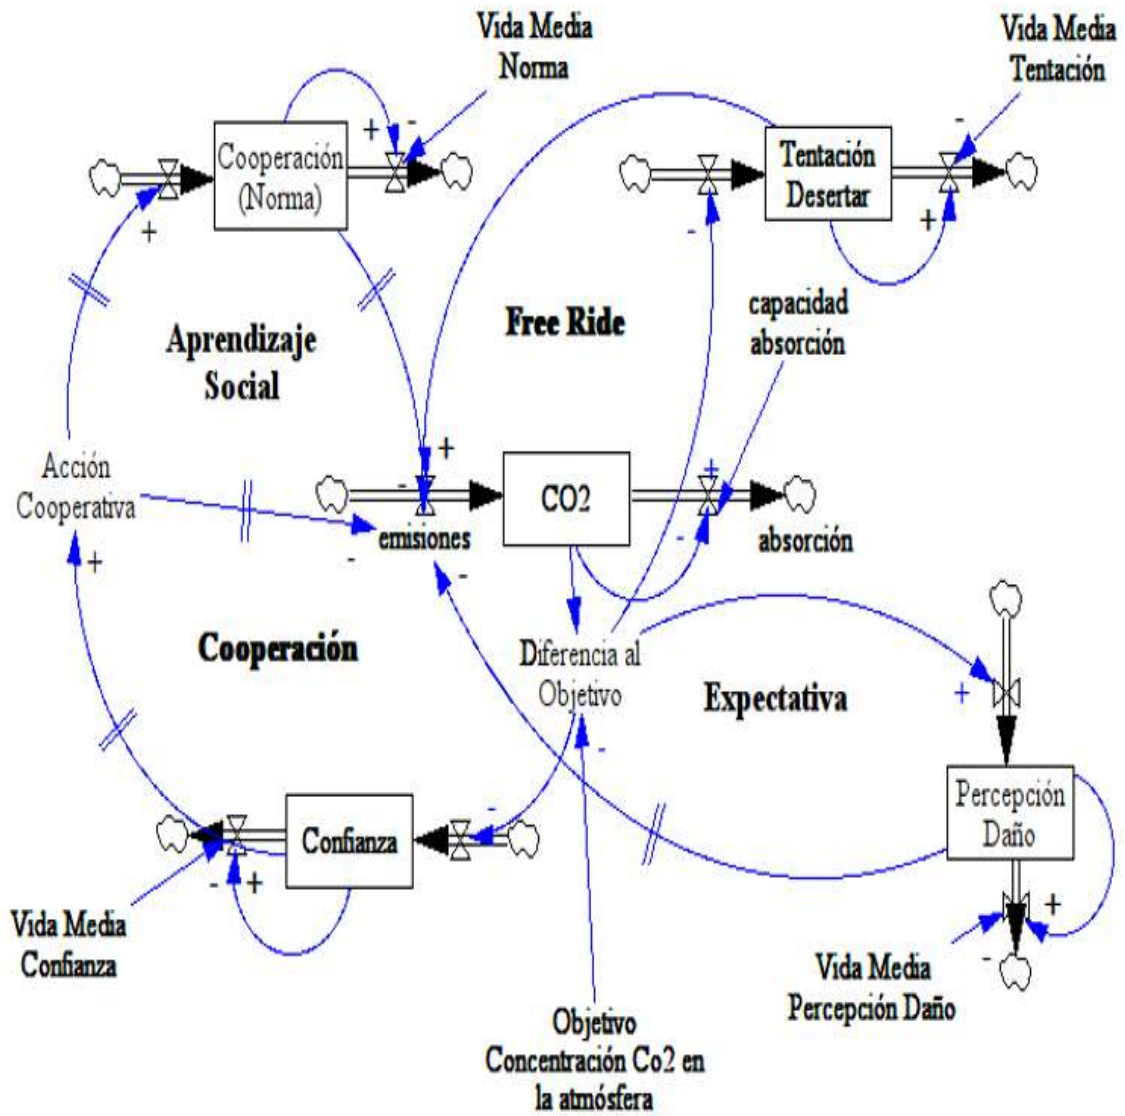 Vida Media
Norma
Vida Media
Tentación
+
-
-
Cooperación
(Norma)
Tentación
Desertar
+
-
+
capacidad
absorción
Free Ride
Aprendizaje
Social
+
+
Acción
Cooperativa
-
CO2
emisiones
-
-
absorción
-
+
Cooperación
Diferencia al
Objetivo
Expectativa
+
-
Percepción
Daño
-
Confianza
-
+
+
Vida Media
Confianza
-
Vida Media
Percepción Daño
Objetivo
Concentración Co2 en
la atmósfera